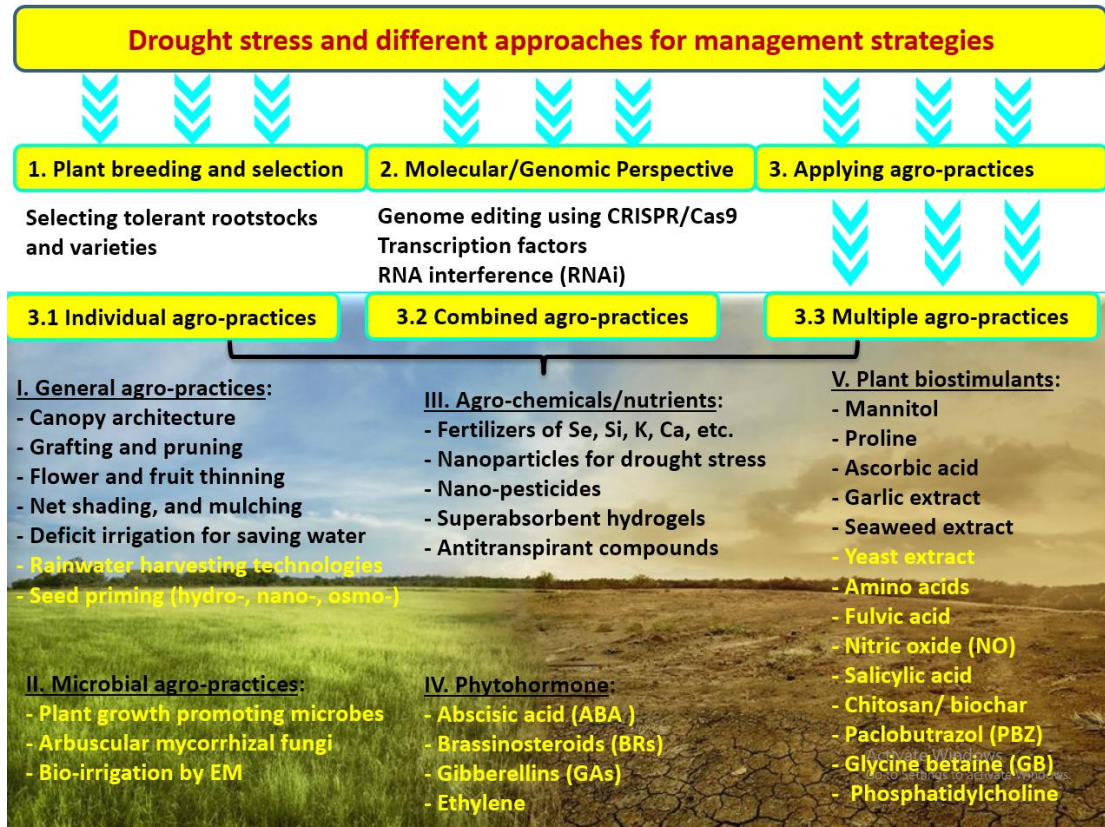 Drought stress and different approaches for management strategies
1. Plant breeding and selection
Selecting tolerant rootstocks
and varieties
2. Molecular/Genomic Perspective
Genome editing using CRISPR/Cas9
Transcription factors
RNA interference (RNAi)
3. Applying agro-practices
3.1 Individual agro-practices
3.2 Combined agro-practices
3.3 Multiple agro-practices
I. General agro-practices:
- Canopy architecture
- Grafting and pruning
- Flower and fruit thinning
- Net shading, and mulching
- Deficit irrigation for saving water
- Rainwater harvesting technologies
- Seed priming (hydro-, nano-, osmo-)
II. Microbial agro-practices:
- Plant growth promoting microbes
- Arbuscular mycorrhizal fungi
- Bio-irrigation by EM
III. Agro-chemicals/nutrients:
- Fertilizers of Se, Si, K, Ca, etc.
- Nanoparticles for drought stress
- Nano-pesticides
- Superabsorbent hydrogels
- Antitranspirant compounds
IV. Phytohormone:
- Abscisic acid (ABA )
- Brassinosteroids (BRs)
- Gibberellins (GAs)
- Ethylene
V. Plant biostimulants:
- Mannitol
- Proline
- Ascorbic acid
- Garlic extract
- Seaweed extract
- Yeast extract
- Amino acids
- Fulvic acid
- Nitric oxide (NO)
- Salicylic acid
- Chitosan/ biochar
- Paclobutrazol (PBZ)
- Glycine betaine (GB)
- Phosphatidylcholine
Activate Windows
Go to Settings to activate Windows.